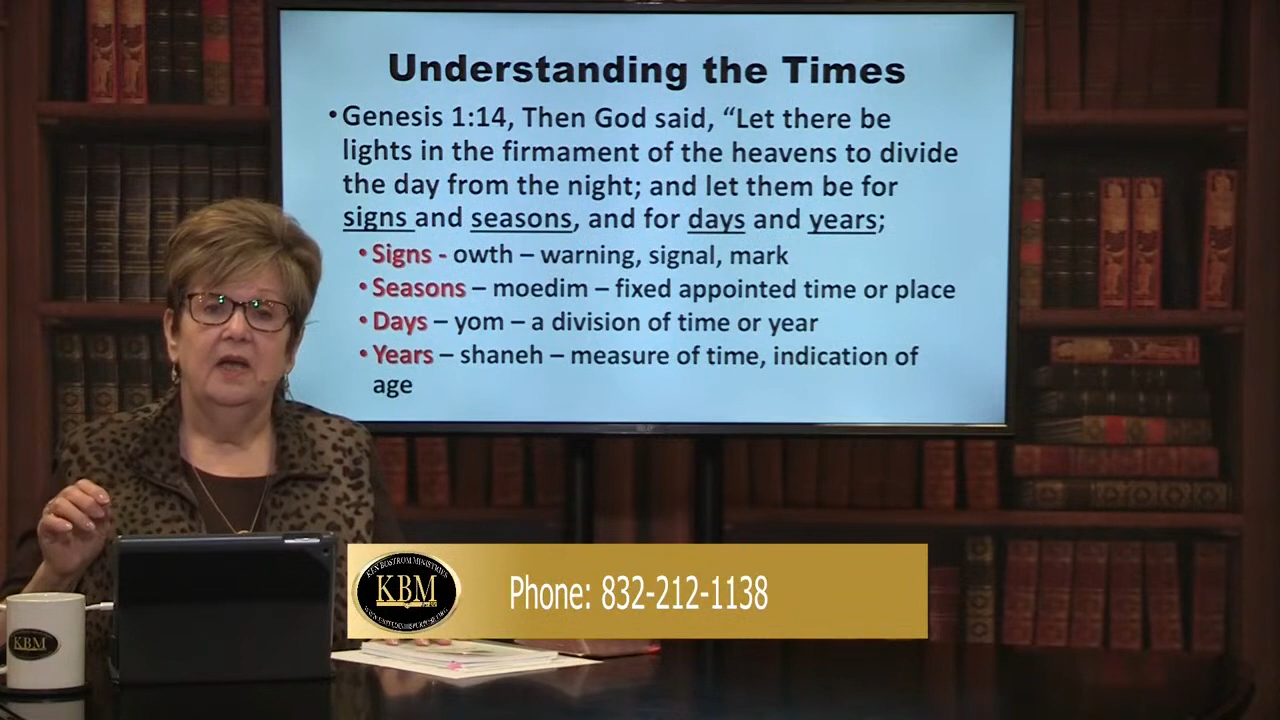 Understanding the Times
• Genesis 1:14, Then God said, “Let there be
lights in the firmament of the heavens to divide
the day from the night; and let them be for
signs and seasons, and for days and years;
• Signs - owth – warning, signal, mark
• Seasons – moedim – fixed appointed time or place
• Days – yom – a division of time or year
• Years – shaneh – measure of time, indication of
age
KEN BOSTROM MINISTRIES
KBM
Phone: 832-212-1138
KBM